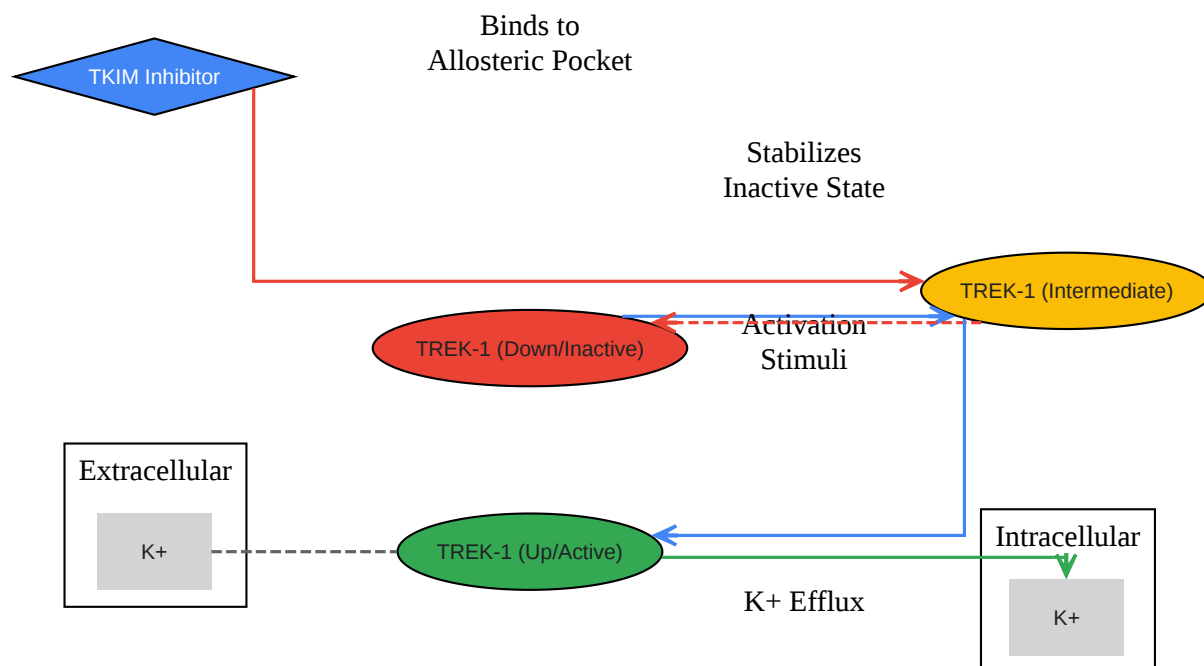 Binds to
Allosteric Pocket
TKIM Inhibitor
Stabilizes
Inactive State
TREK-1 (Intermediate)
Activation
Stimuli
TREK-1 (Down/Inactive)
Extracellular
K+
TREK-1 (Up/Active)
Intracellular
K+ Efflux
K+